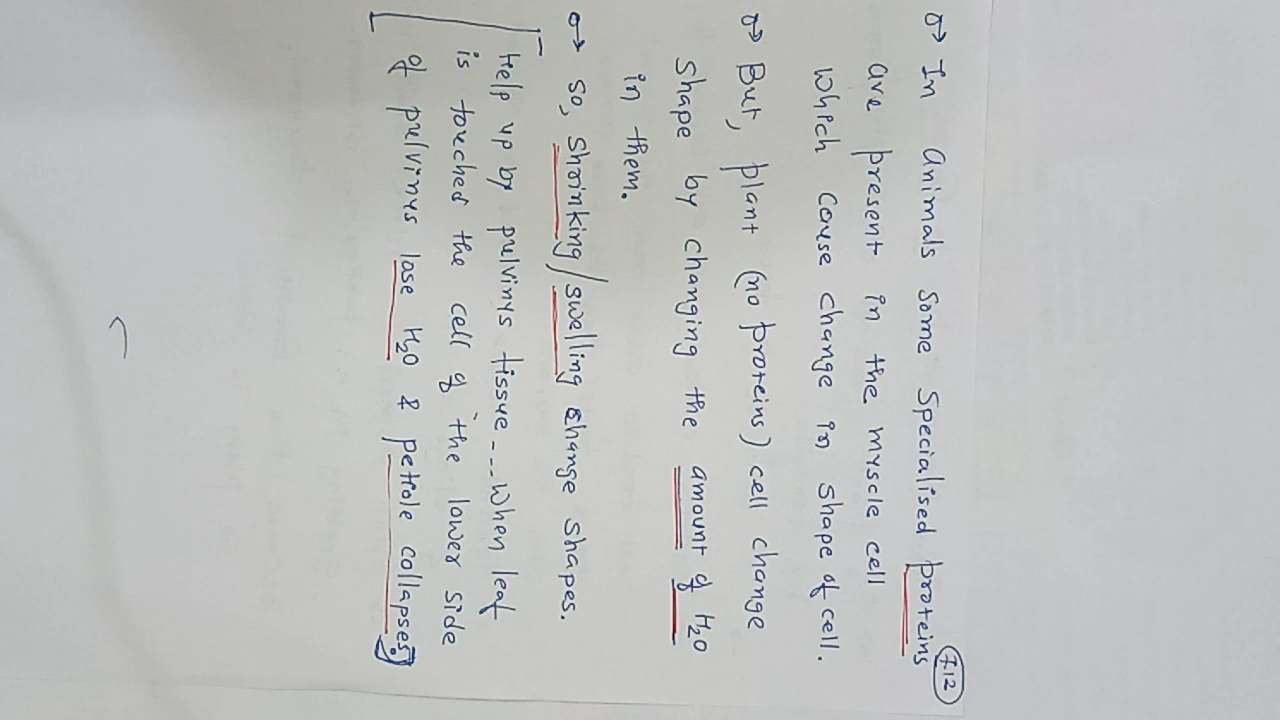 7.12
→ In animals some specialised proteins
are present in the muscle cell
which couse change in shape of cell.
→ But, plant (no proteins) cell change
shape by changing the amount of H₂O
in them.
→ so, shrinking/swelling change shapes.
[Help up by pulvinus tissue ---- When leaf
is touched the cell of the lower side
of pulvinus lose H₂O & petiole collapses.]